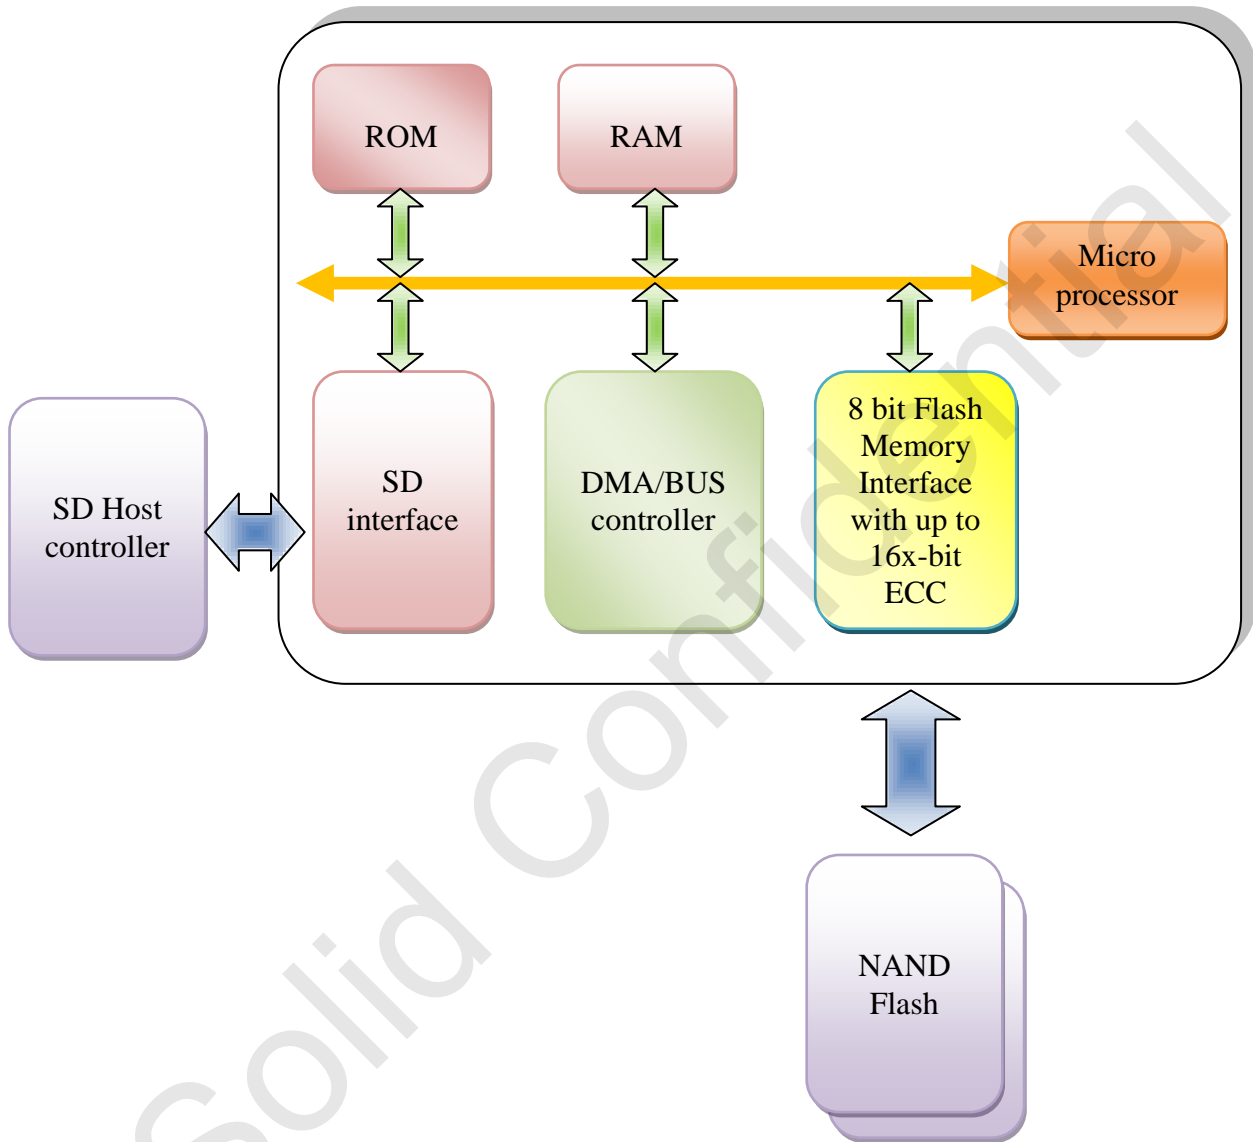 ROM
RAM
Micro
processor
SD Host
controller
SD
interface
DMA/BUS
controller
8 bit Flash
Memory
Interface
with up to
16x-bit
ECC
NAND
Flash
Solid Confidential